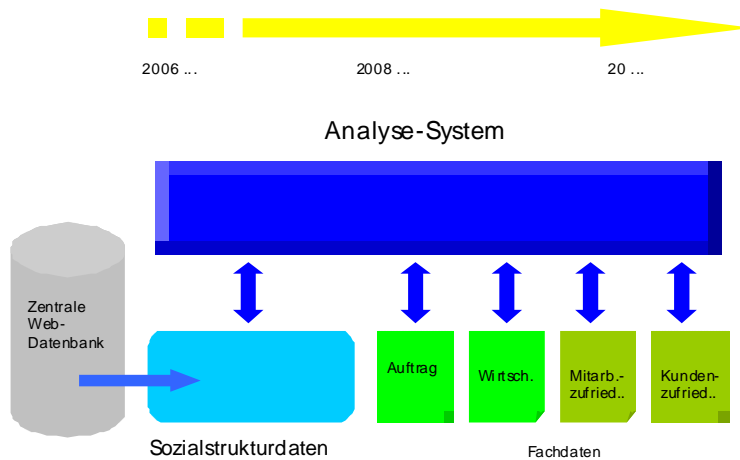 2006 ...
2008 ...
20 ...
Analyse-System
Zentrale
Web-
Datenbank
Auftrag
Wirtsch.
Mitarb.-
zufried..
Kunden-
zufried..
Sozialstrukturdaten
Fachdaten